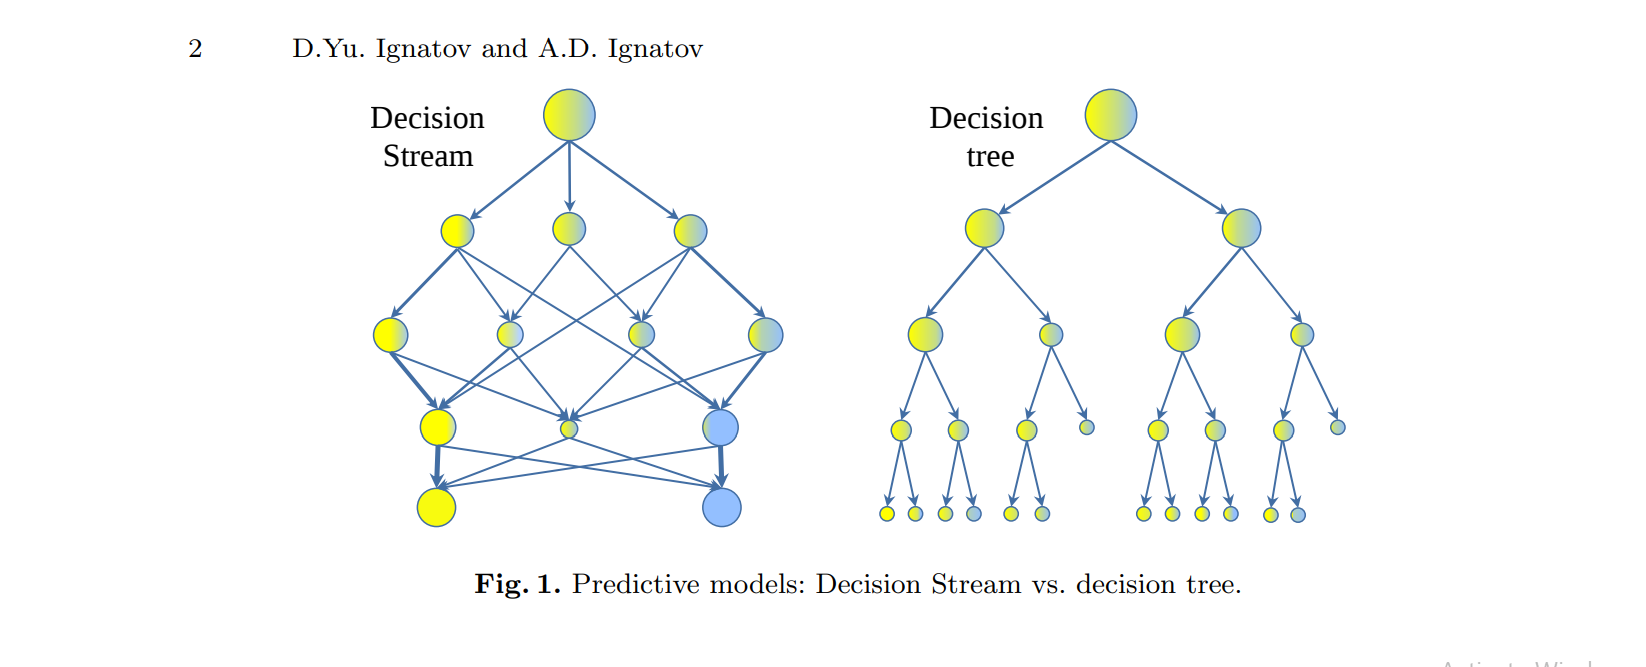 2 D.Yu. Ignatov and A.D. Ignatov
Decision
Stream
Decision
tree
Fig. 1. Predictive models: Decision Stream vs. decision tree.